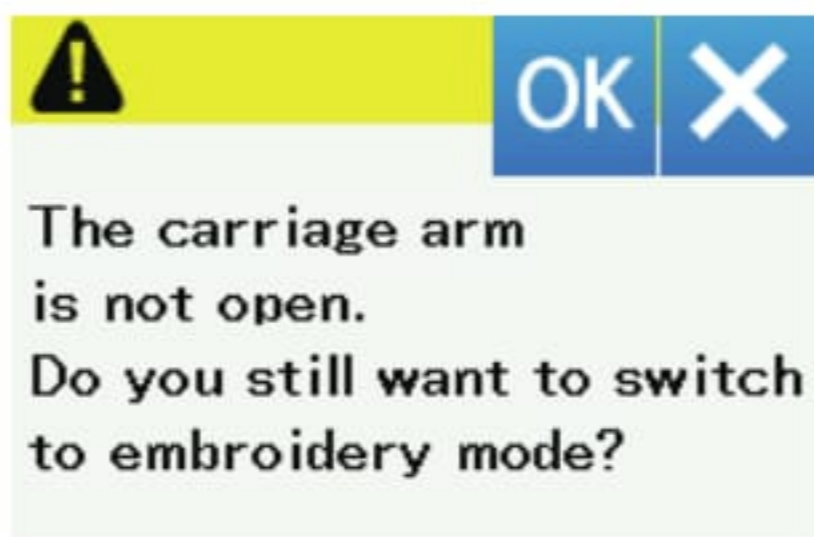 OK
The carriage arm
is not open.
Do you still want to switch
to embroidery mode?